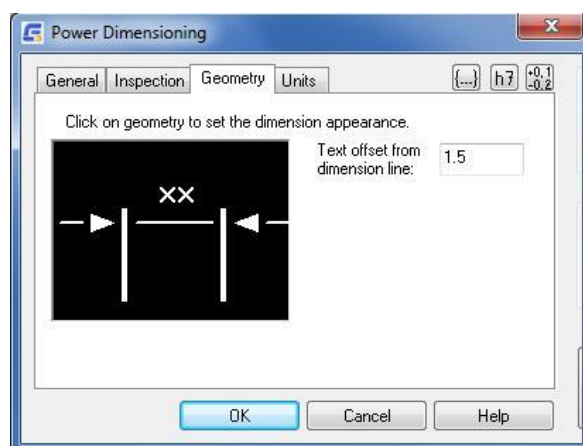 Power Dimensioning
General Inspection Geometry Units {...} h7 +0.1
-0.2
Click on geometry to set the dimension appearance.
Text offset from
dimension line:
1.5
XX
OK Cancel Help